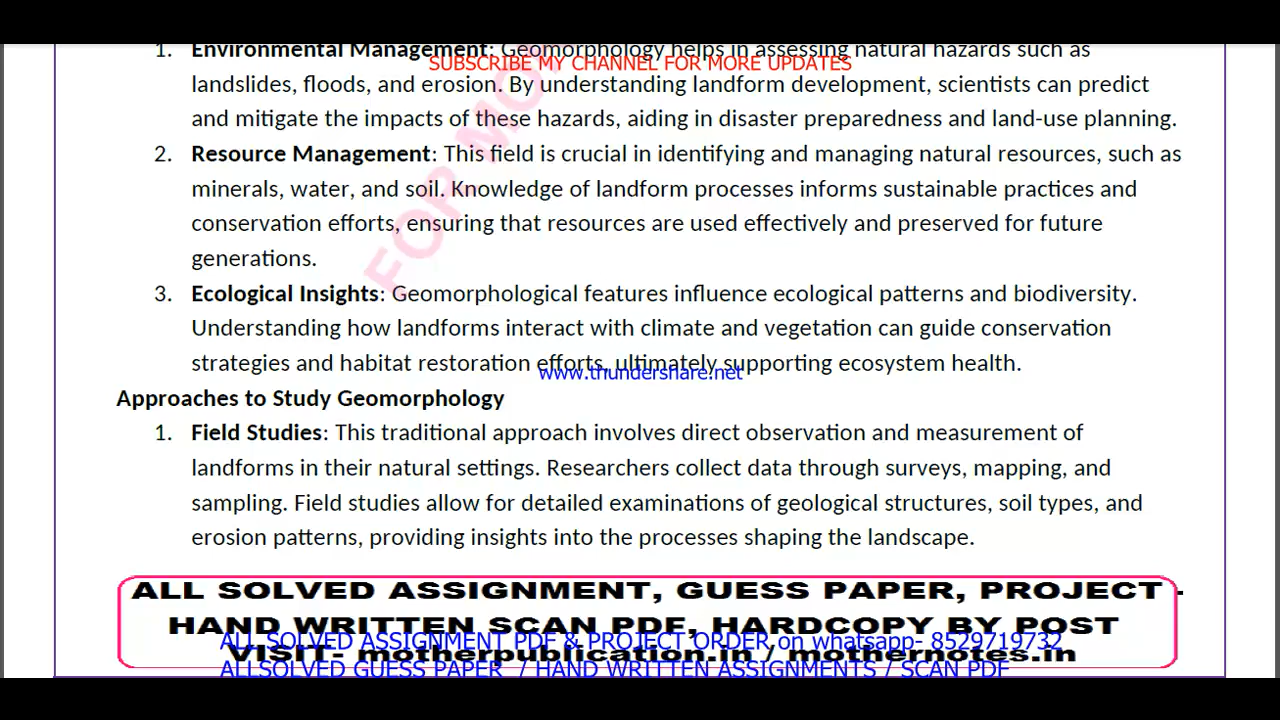 1. Environmental Management: Geomorphology helps in assessing natural hazards such as
SUBSCRIBE MY CHANNEL FOR MORE UPDATES
landslides, floods, and erosion. By understanding landform development, scientists can predict
and mitigate the impacts of these hazards, aiding in disaster preparedness and land-use planning.
2. Resource Management: This field is crucial in identifying and managing natural resources, such as
minerals, water, and soil. Knowledge of landform processes informs sustainable practices and
conservation efforts, ensuring that resources are used effectively and preserved for future
generations.
FOR MO
3. Ecological Insights: Geomorphological features influence ecological patterns and biodiversity.
Understanding how landforms interact with climate and vegetation can guide conservation
strategies and habitat restoration efforts, ultimately supporting ecosystem health.
www.thundershare.net
Approaches to Study Geomorphology
1. Field Studies: This traditional approach involves direct observation and measurement of
landforms in their natural settings. Researchers collect data through surveys, mapping, and
sampling. Field studies allow for detailed examinations of geological structures, soil types, and
erosion patterns, providing insights into the processes shaping the landscape.
ALL SOLVED ASSIGNMENT, GUESS PAPER, PROJECT -
HAND WRITTEN SCAN PDF, HARDCOPY BY POST
ALL SOLVED ASSIGNMENT PDF & PROJECT ORDER on whatsapp- 8529719732
VISIT- motherpublication.in / mothernotes.in
ALLSOLVED GUESS PAPER / HAND WRITTEN ASSIGNMENTS / SCAN PDF